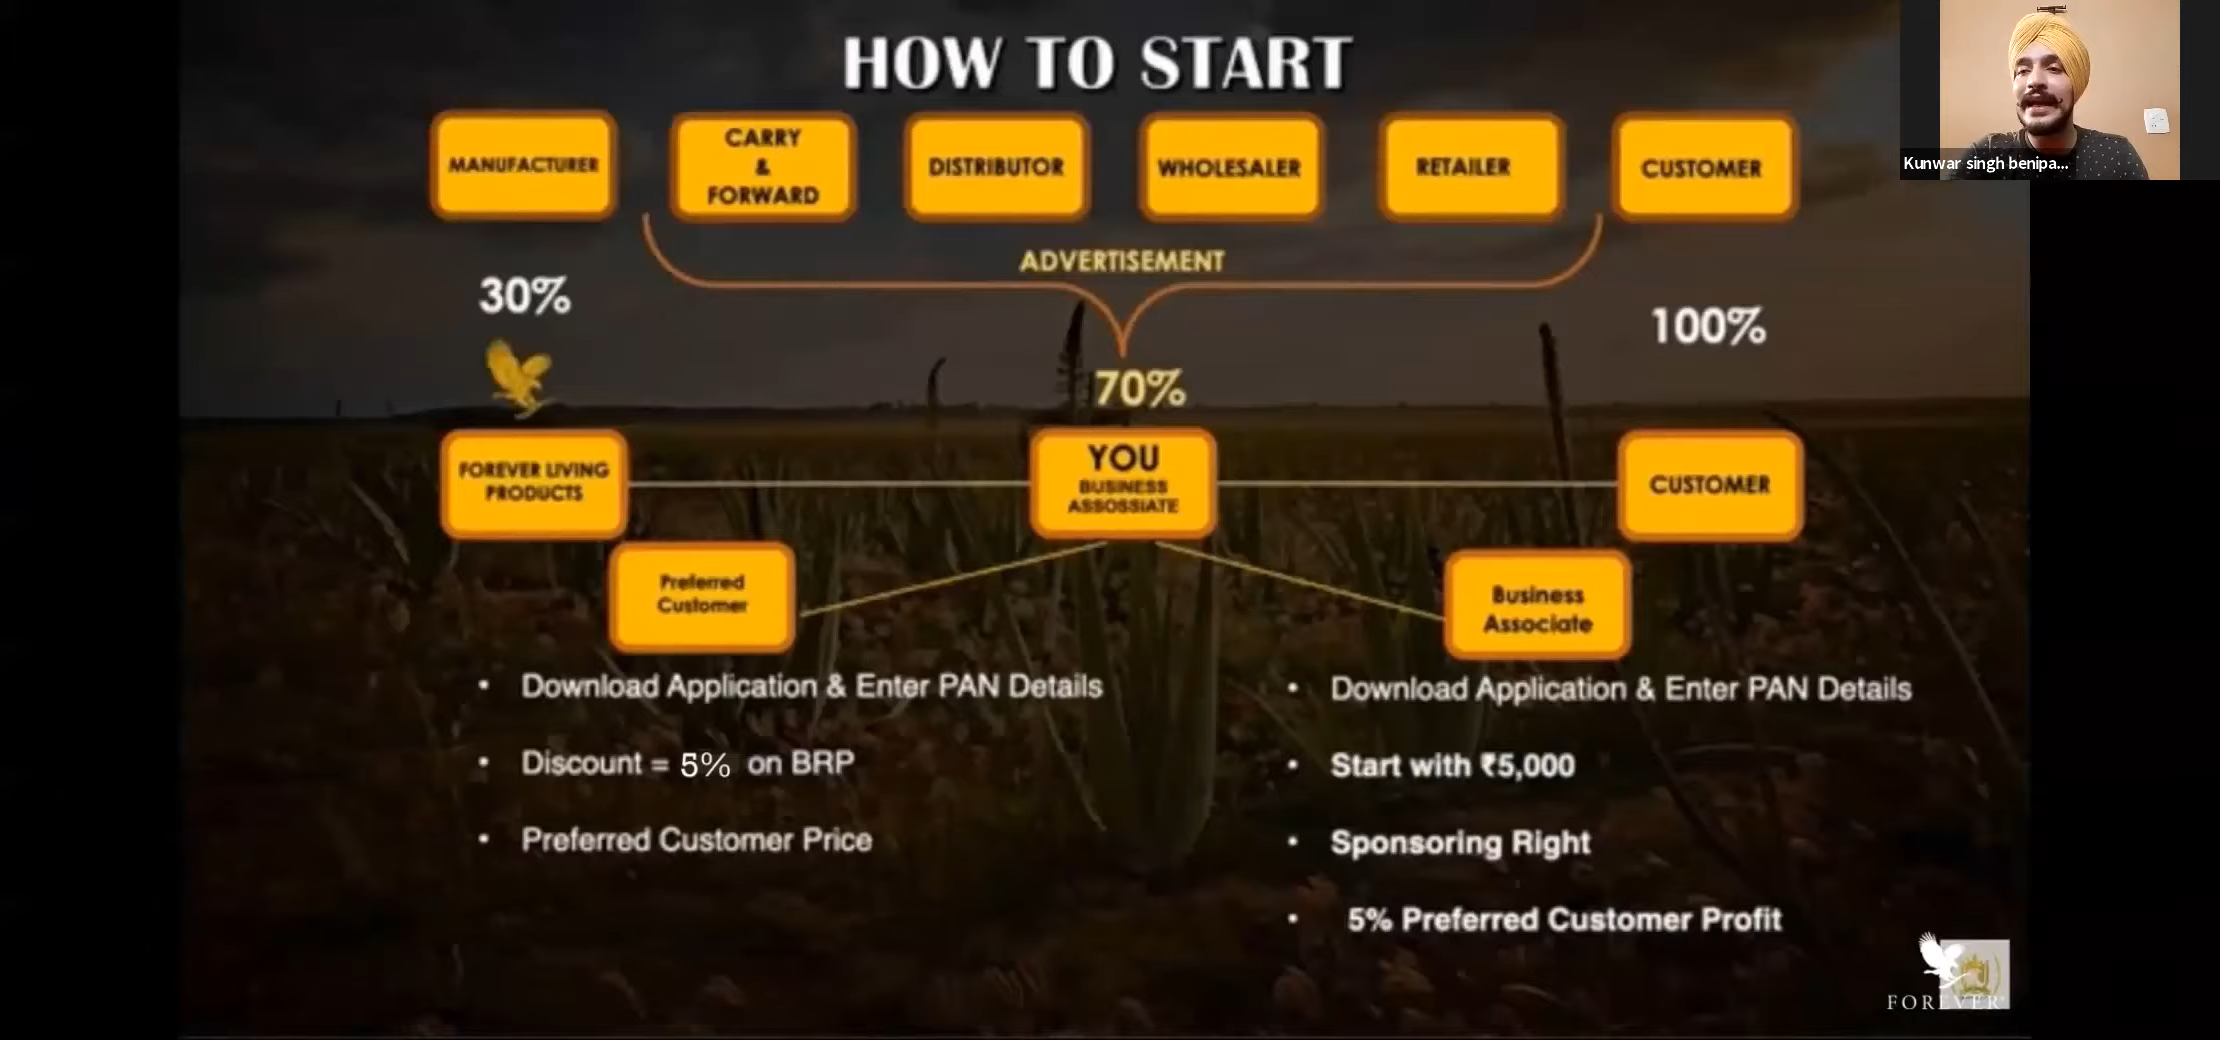 HOW TO START
MANUFACTURER
CARRY
&
FORWARD
DISTRIBUTOR
WHOLESALER
RETAILER
CUSTOMER
Kunwar singh benipa...
ADVERTISEMENT
30%
100%
70%
FOREVER LIVING
PRODUCTS
YOU
BUSINESS
ASSOSSIATE
CUSTOMER
Preferred
Customer
Business
Associate
• Download Application & Enter PAN Details
• Discount = 5% on BRP
• Preferred Customer Price
• Download Application & Enter PAN Details
• Start with ₹5,000
• Sponsoring Right
• 5% Preferred Customer Profit
FOREVER